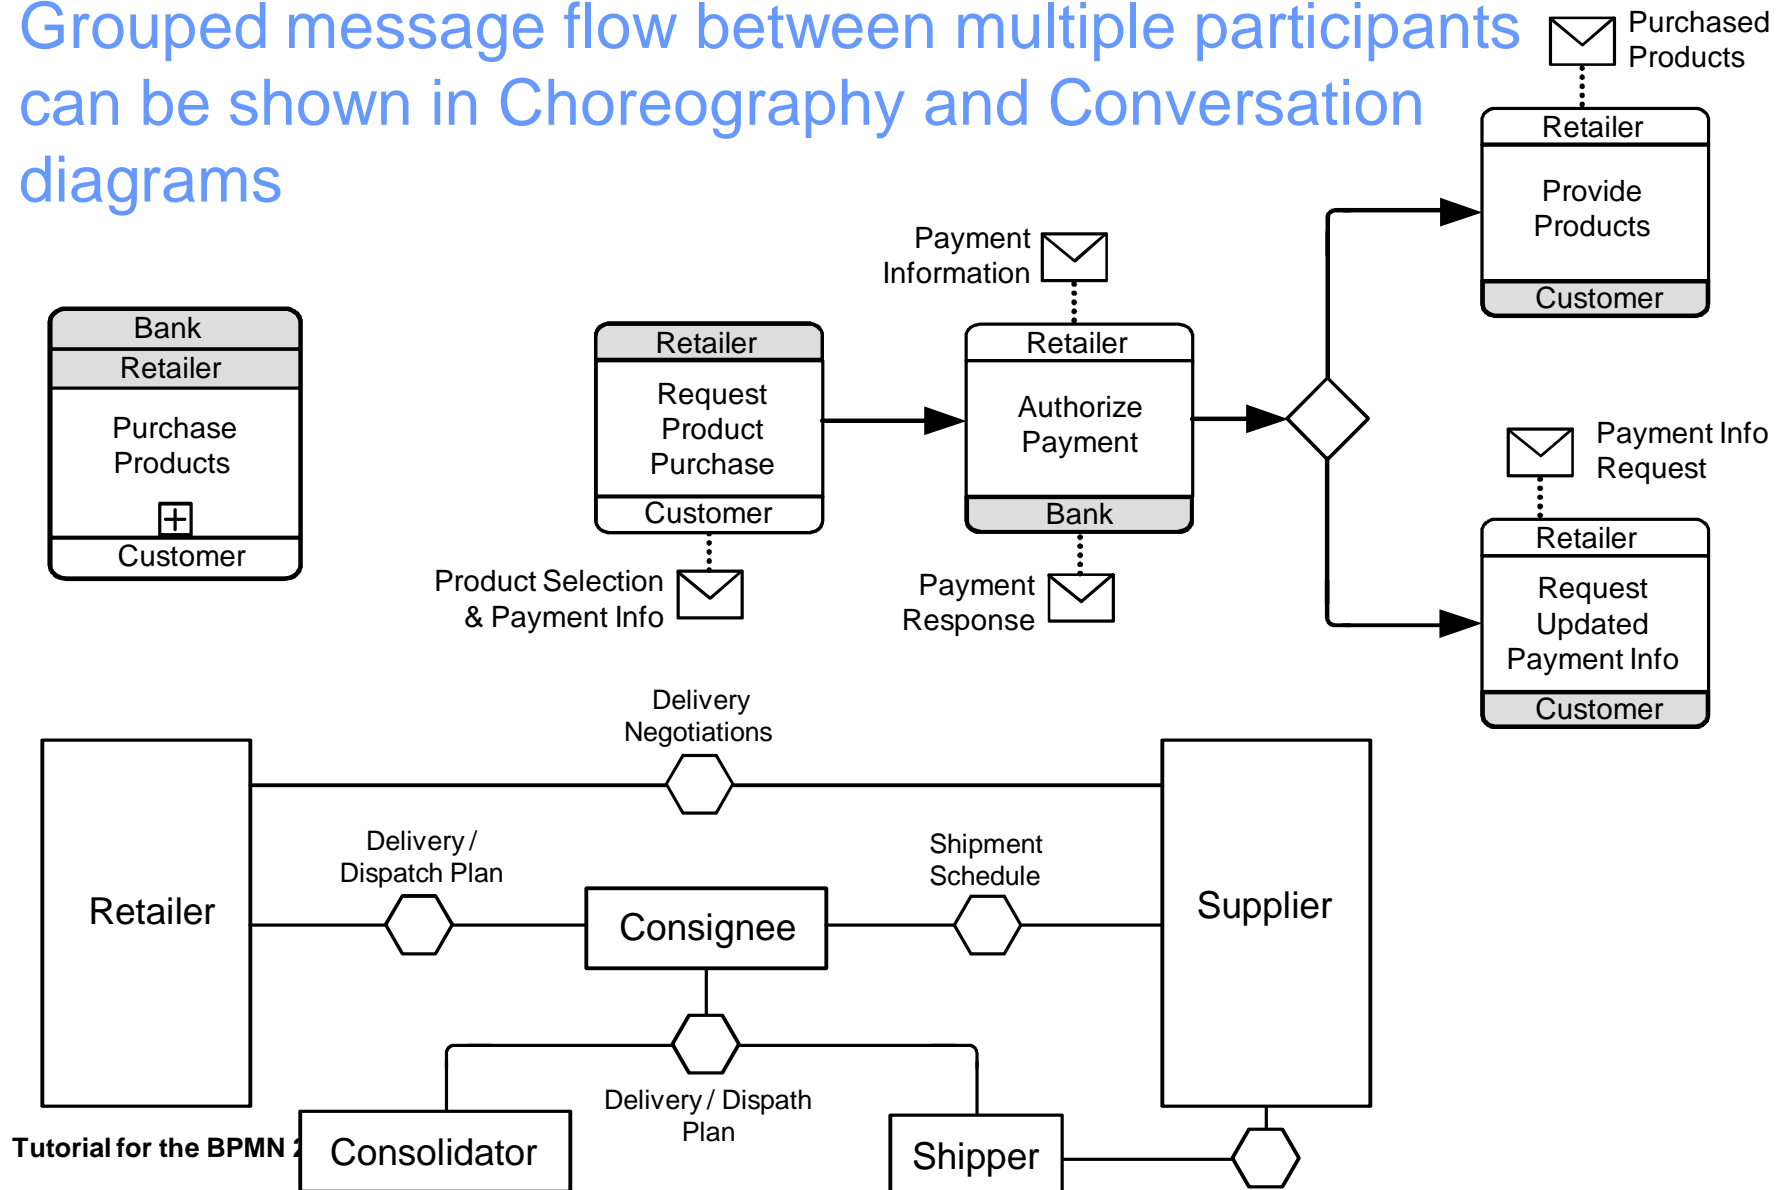 Grouped message flow between multiple participants
can be shown in Choreography and Conversation
diagrams
Purchased
Products
Retailer
Provide
Products
Customer
Payment
Information
Bank
Retailer
Purchase
Products
Customer
Retailer
Request
Product
Purchase
Customer
Product Selection
& Payment Info
Retailer
Authorize
Payment
Bank
Payment
Response
Payment Info
Request
Retailer
Request
Updated
Payment Info
Customer
Delivery
Negotiations
Delivery /
Dispatch Plan
Shipment
Schedule
Retailer
Consignee
Supplier
Delivery / Dispath
Plan
Consolidator
Shipper
Tutorial for the BPMN